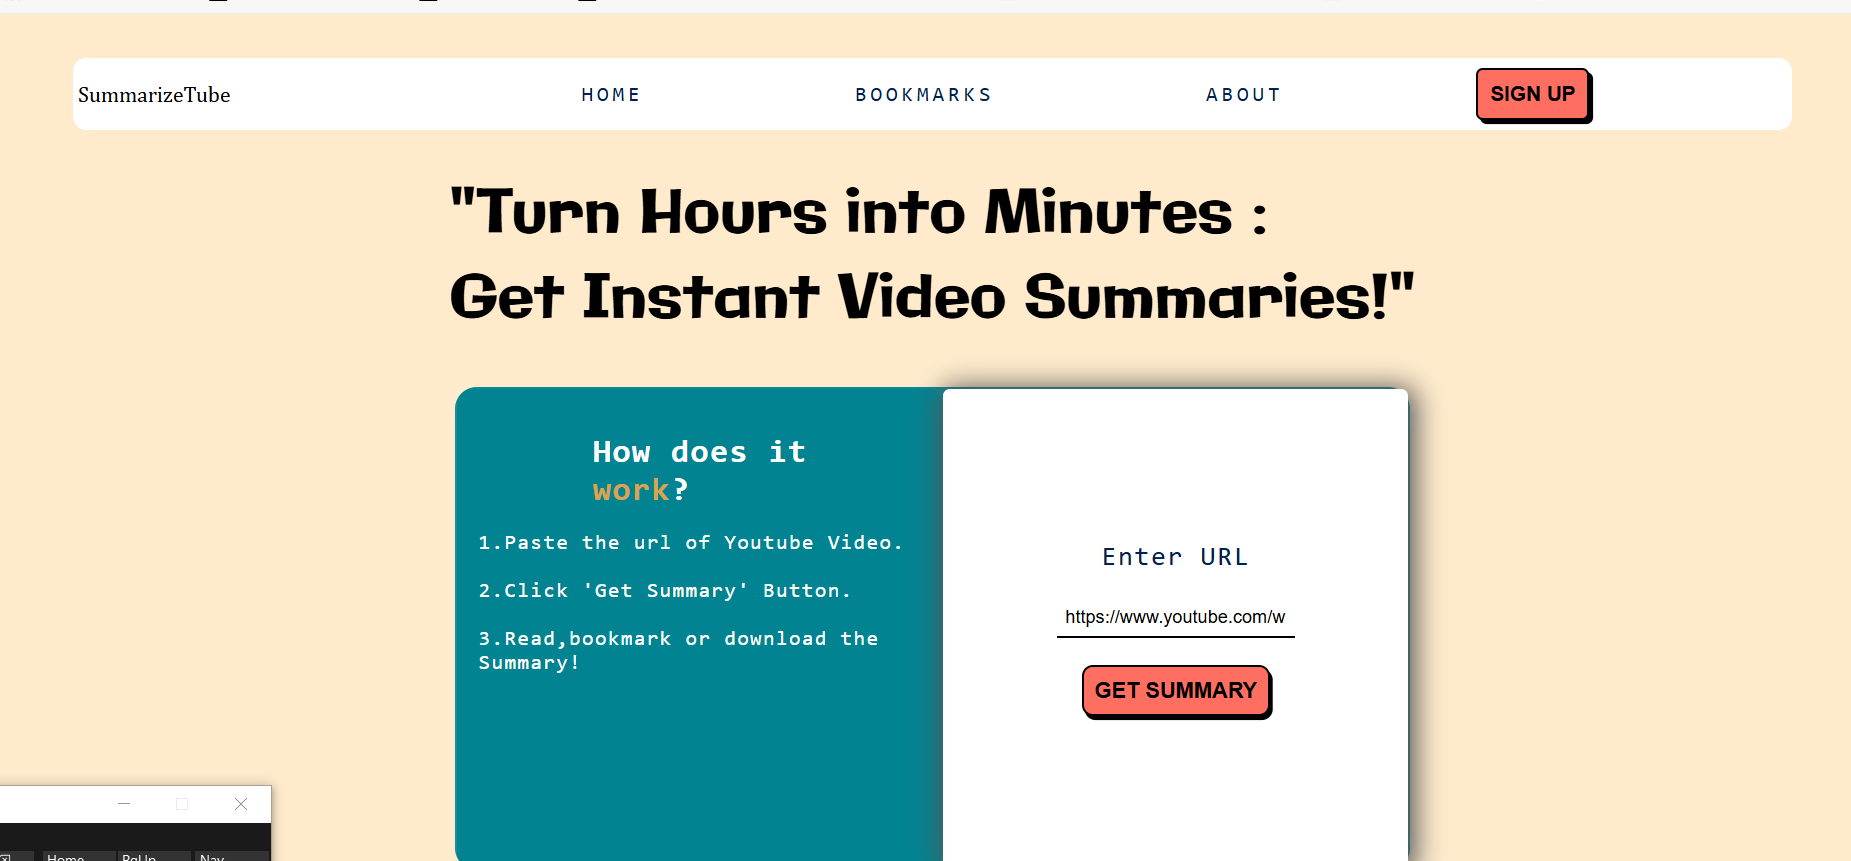 SummarizeTube HOME BOOKMARKS ABOUT SIGN UP
"Turn Hours into Minutes :
Get Instant Video Summaries!"
How does it
work?
1.Paste the url of Youtube Video.
2.Click 'Get Summary' Button.
3.Read,bookmark or download the
Summary!
Enter URL
https://www.youtube.com/w
GET SUMMARY
Home PgUp Nav